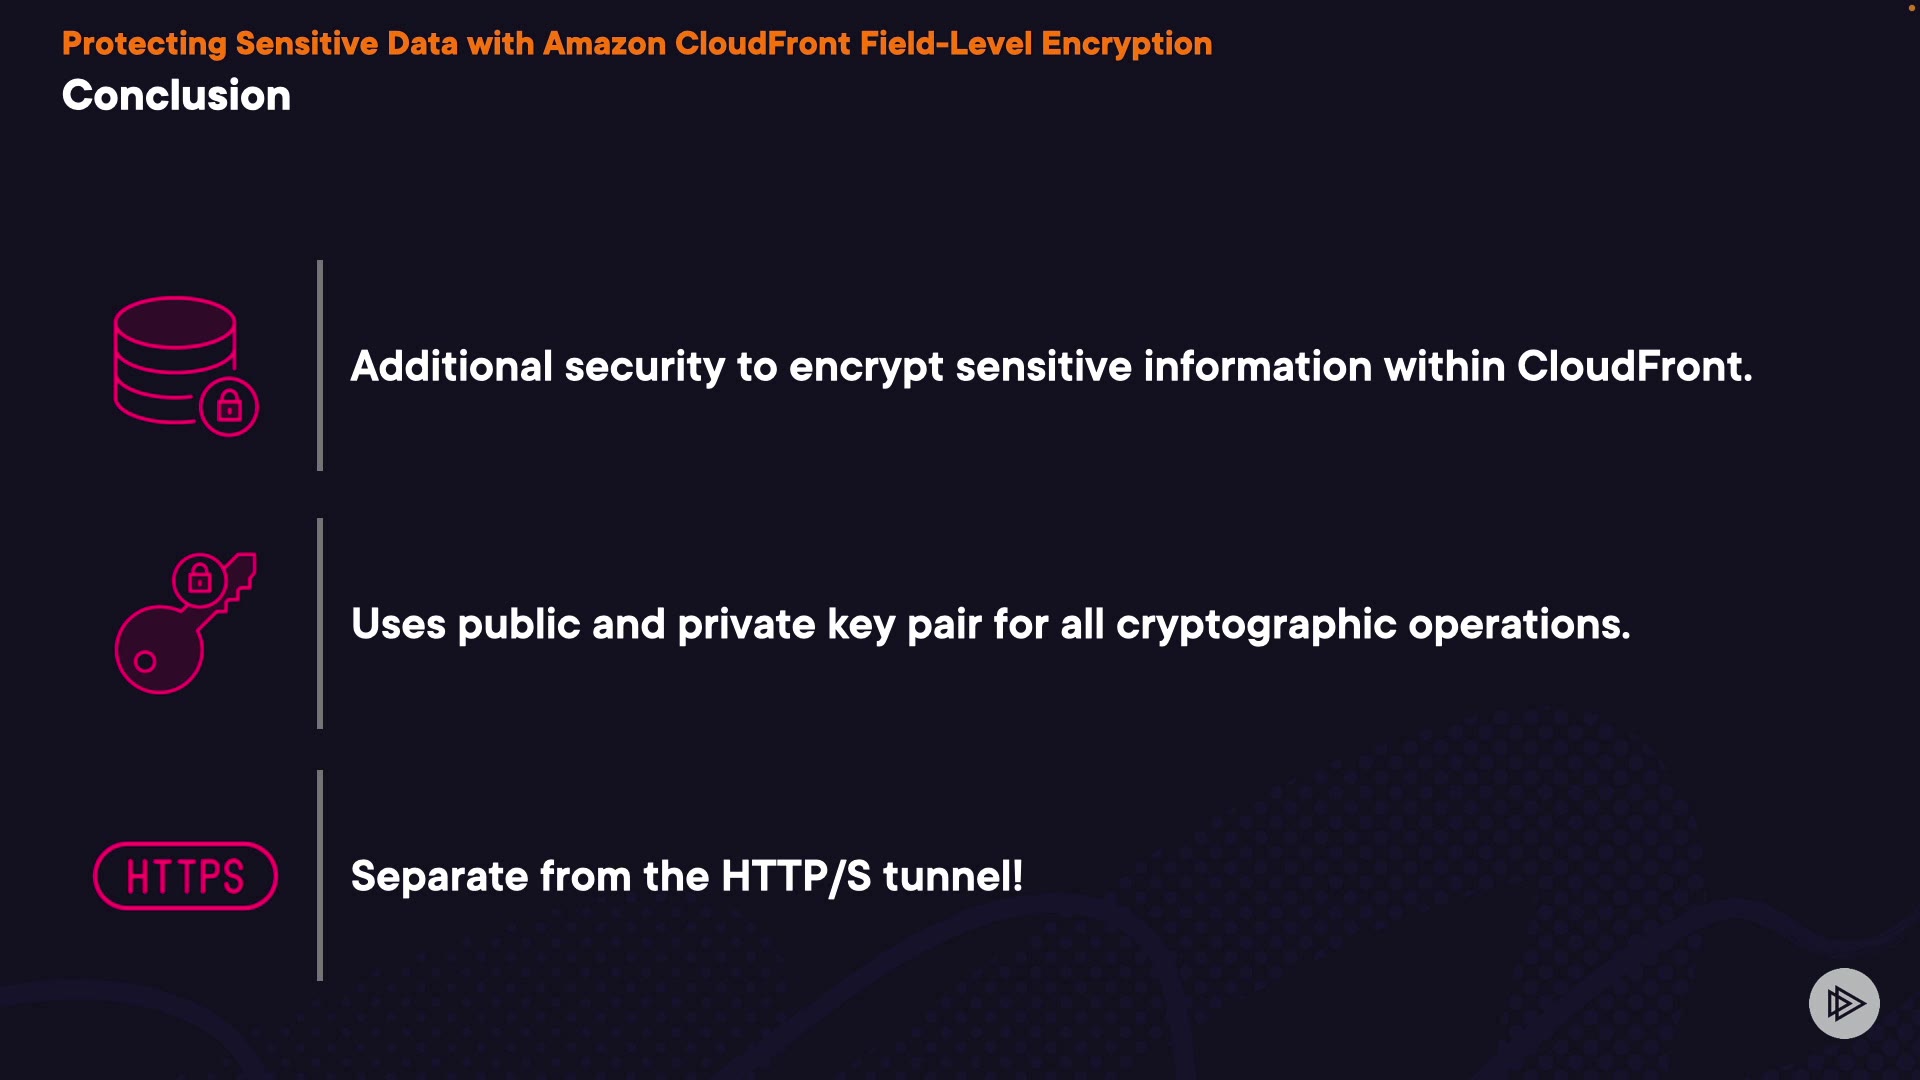 Protecting Sensitive Data with Amazon CloudFront Field-Level Encryption
Conclusion
Additional security to encrypt sensitive information within CloudFront.
Uses public and private key pair for all cryptographic operations.
HTTPS
Separate from the HTTP/S tunnel!